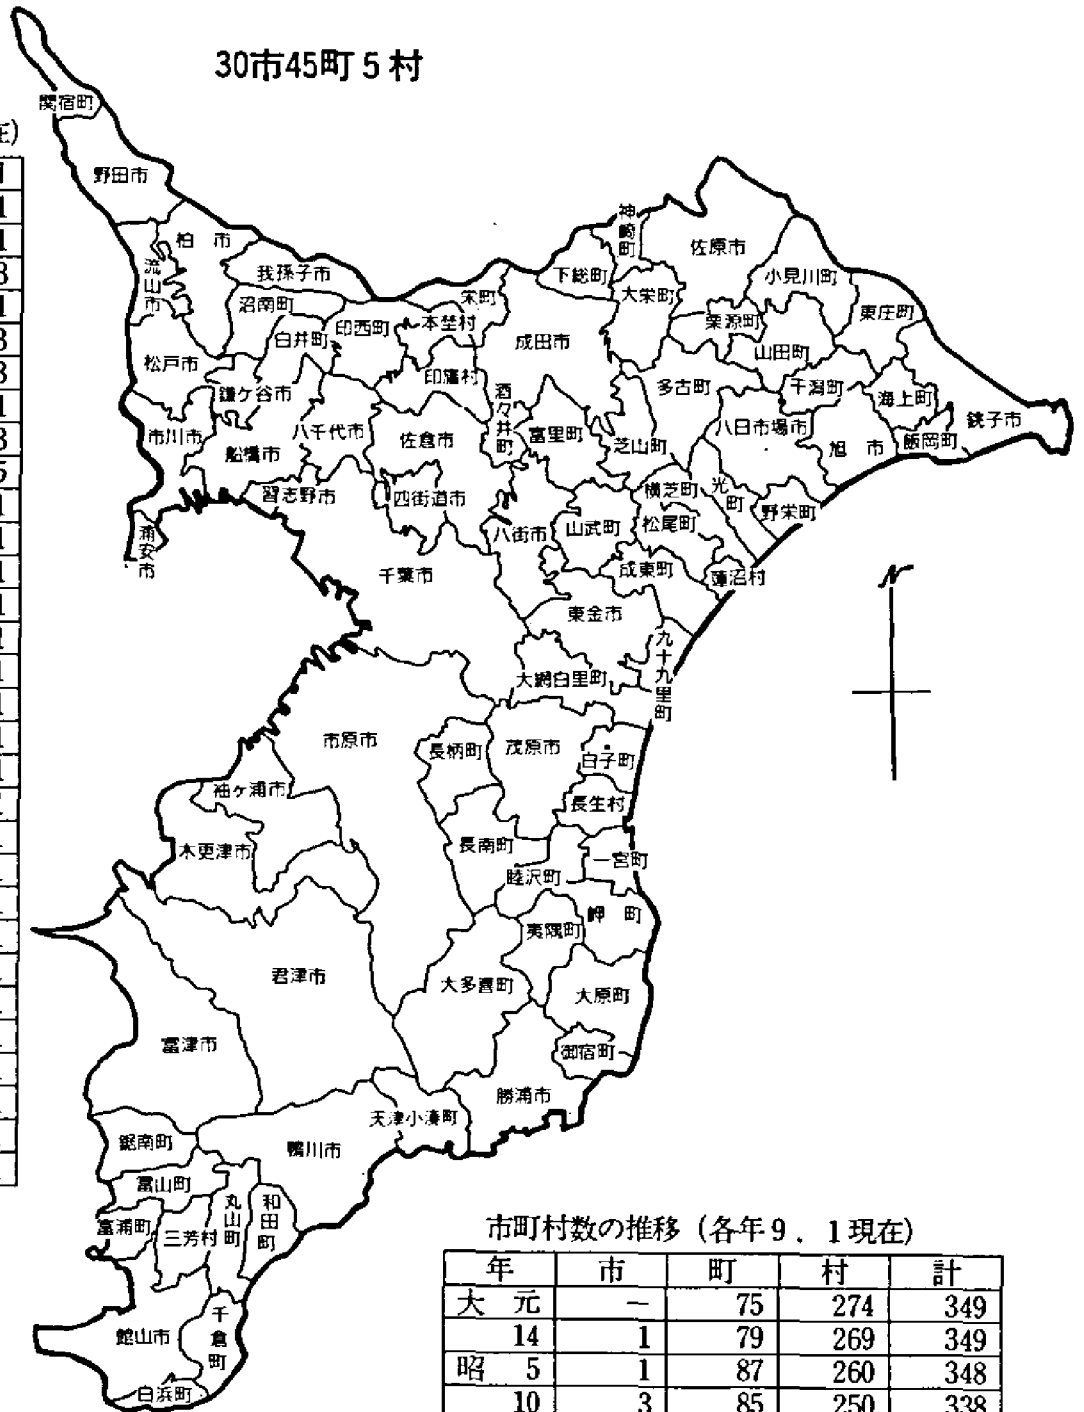 30市45町5村
在)
関宿町
野田市
柏市
流山市
我孫子市
沼南町
松戸市
鎌ヶ谷市
白井町
印西町
本埜村
栄町
印旛村
成田市
下総町
神崎町
大栄町
佐原市
小見川町
東庄町
栗源町
山田町
多古町
干潟町
海上町
銚子市
飯岡町
旭市
八日市場市
野栄町
光町
横芝町
芝山町
松尾町
蓮沼村
成東町
山武町
富里町
酒々井町
佐倉市
八千代市
船橋市
市川市
浦安市
習志野市
四街道市
八街市
千葉市
東金市
九十九里町
大網白里町
市原市
長柄町
茂原市
白子町
長生村
長南町
一宮町
睦沢町
岬町
夷隅町
大多喜町
大原町
御宿町
勝浦市
袖ヶ浦市
木更津市
君津市
富津市
天津小湊町
鴨川市
鋸南町
富山町
富浦町
三芳村
丸山町
和田町
館山市
千倉町
白浜町
市町村数の推移 (各年9.1現在)
年 市 町 村 計
大元 — 75 274 349
14 1 79 269 349
昭5 1 87 260 348
10 3 85 250 338